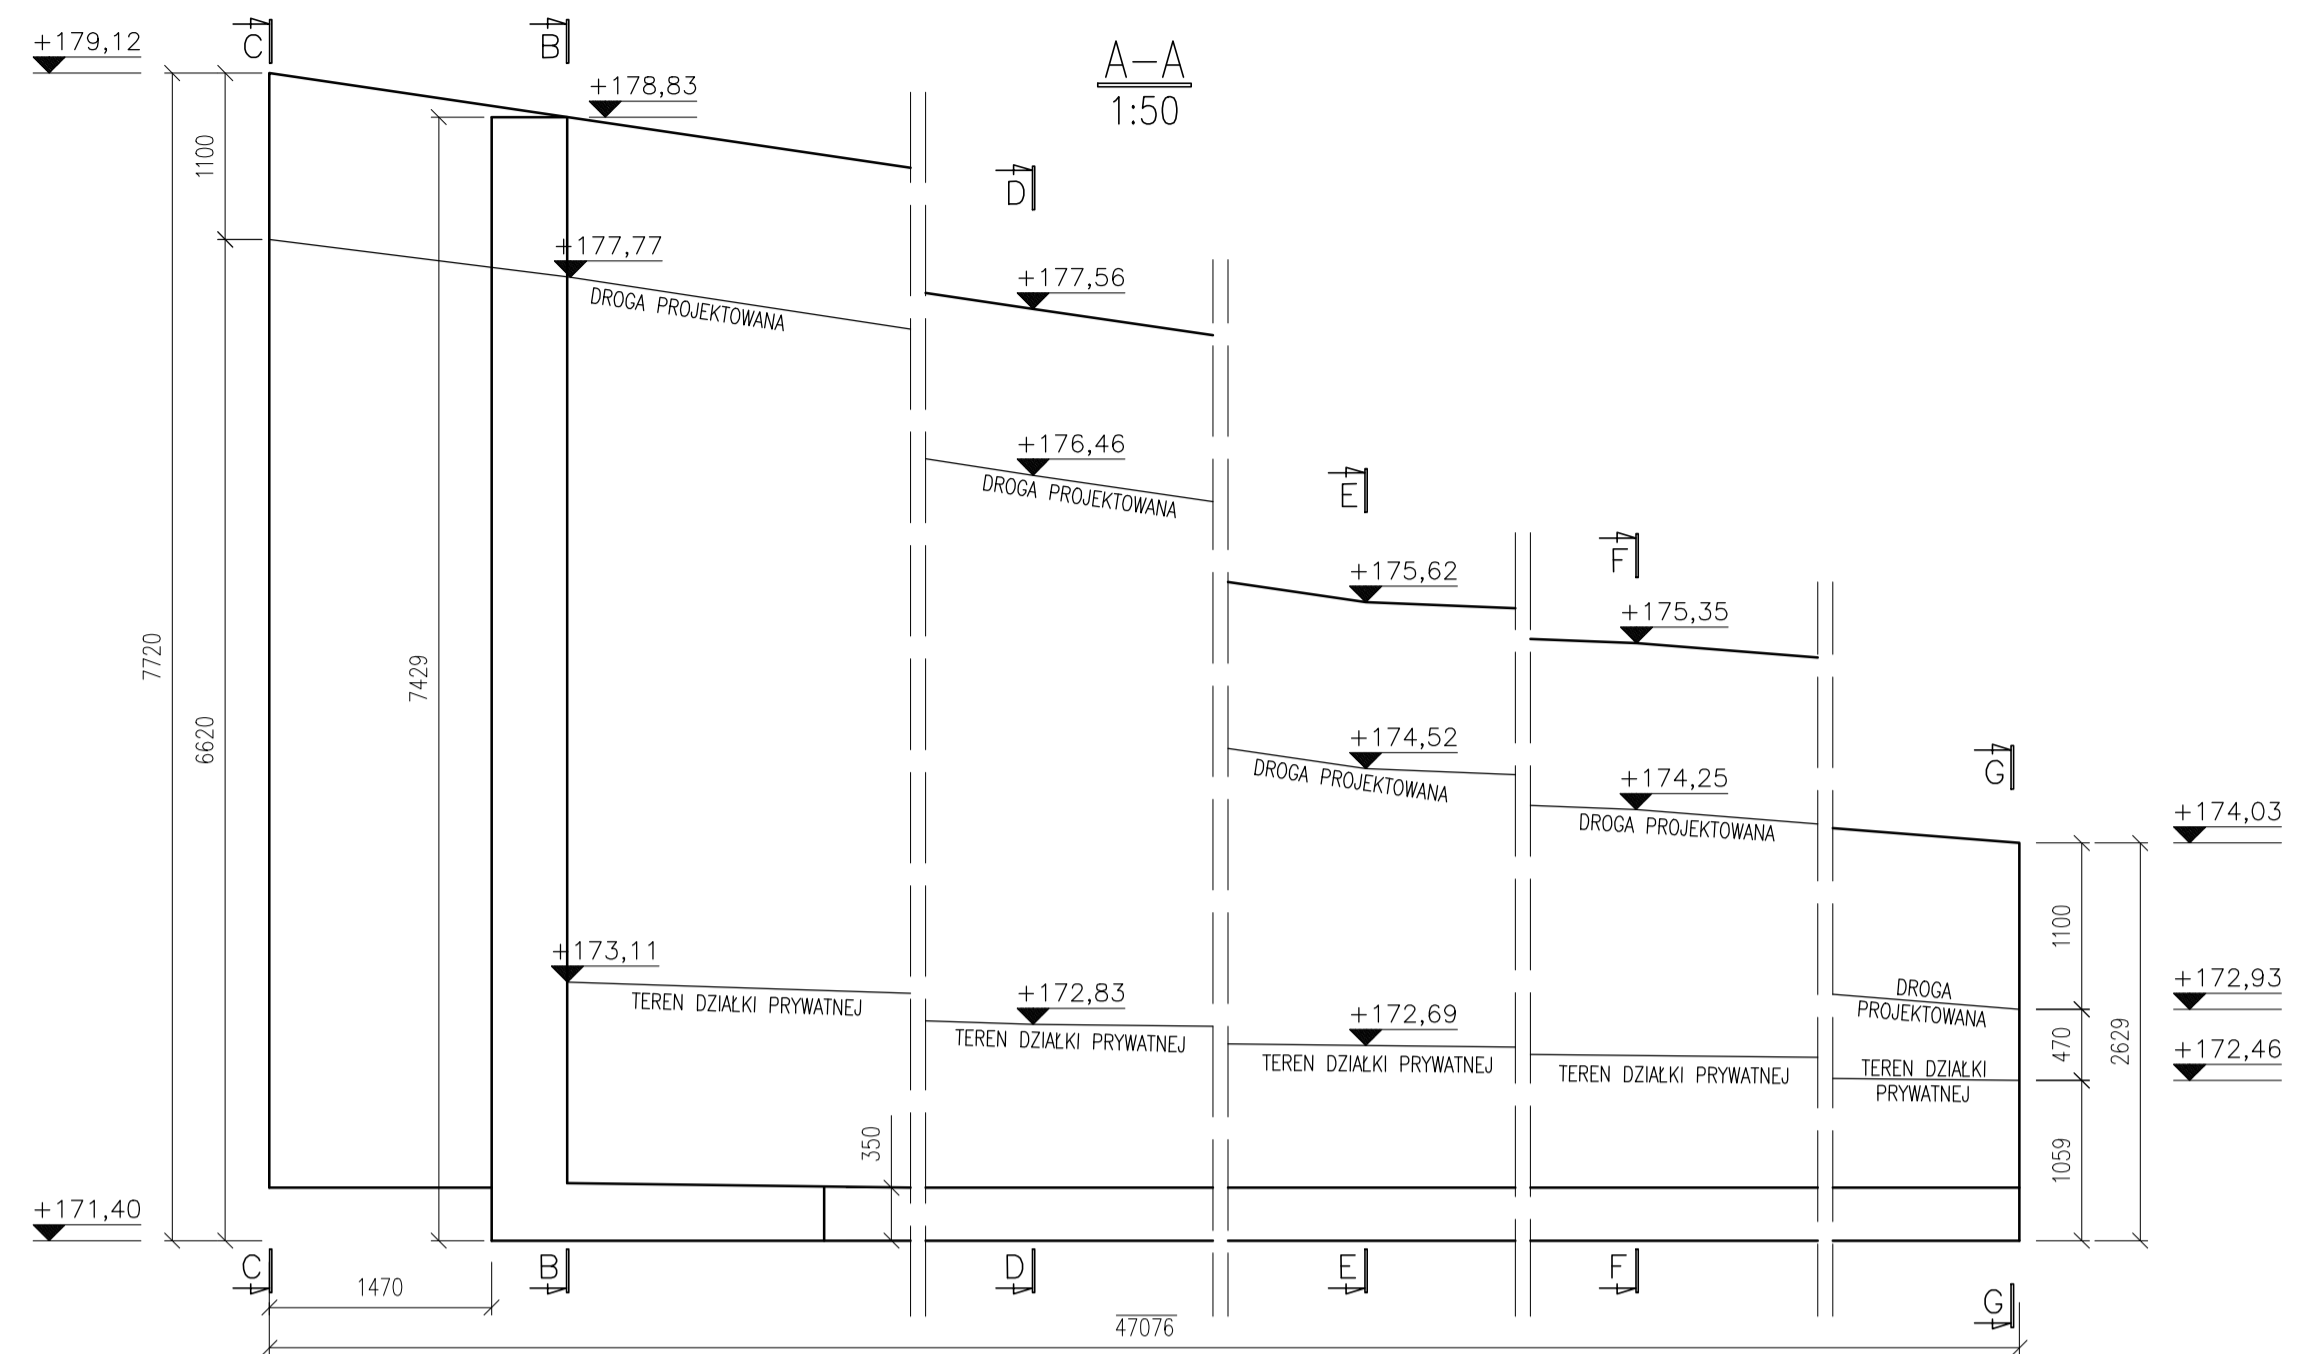 C
B
A-A
1:50
+179,12
+178,83
1100
D
+177,77
DROGA PROJEKTOWANA
+177,56
+176,46
DROGA PROJEKTOWANA
E
F
+175,62
+175,35
7720
7429
6620
+174,52
DROGA PROJEKTOWANA
+174,25
DROGA PROJEKTOWANA
G
+174,03
1100
+173,11
TEREN DZIAŁKI PRYWATNEJ
+172,83
TEREN DZIAŁKI PRYWATNEJ
+172,69
TEREN DZIAŁKI PRYWATNEJ
TEREN DZIAŁKI PRYWATNEJ
DROGA
PROJEKTOWANA
+172,93
470
2629
+172,46
TEREN DZIAŁKI
PRYWATNEJ
350
1059
+171,40
C
B
D
E
F
G
1470
47076